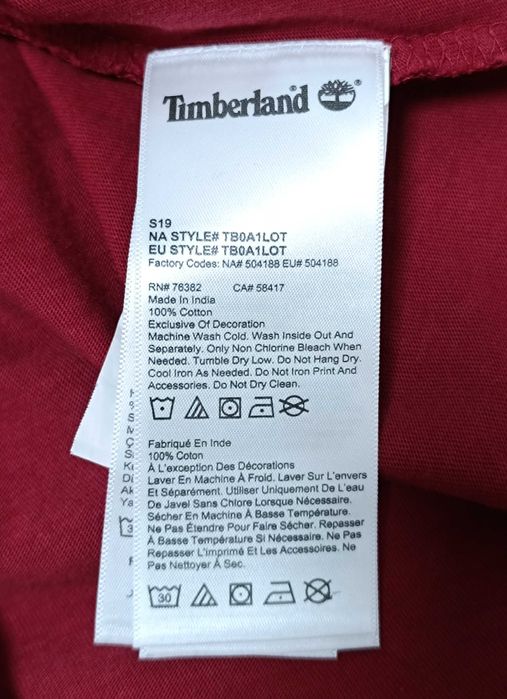 Timberland ®
S19
NA STYLE# TB0A1LOT
EU STYLE# TB0A1LOT
Factory Codes: NA# 504188 EU# 504188
RN# 76382 CA# 58417
Made In India
100% Cotton
Exclusive Of Decoration
Machine Wash Cold. Wash Inside Out And
Separately. Only Non Chlorine Bleach When
Needed. Tumble Dry Low. Do Not Hang Dry.
Cool Iron As Needed. Do Not Iron Print And
Accessories. Do Not Dry Clean.
Fabriqué En Inde
100% Coton
À L'exception Des Décorations
Laver En Machine À Froid. Laver Sur L'envers
Et Séparément. Utiliser Uniquement De L'eau
De Javel Sans Chlore Lorsque Nécessaire.
Sécher En Machine À Basse Température.
Ne Pas Étendre Pour Faire Sécher. Repasser
À Basse Température Si Nécessaire. Ne Pas
Repasser L'imprimé Et Les Accessoires. Ne
Pas Nettoyer À Sec.
30